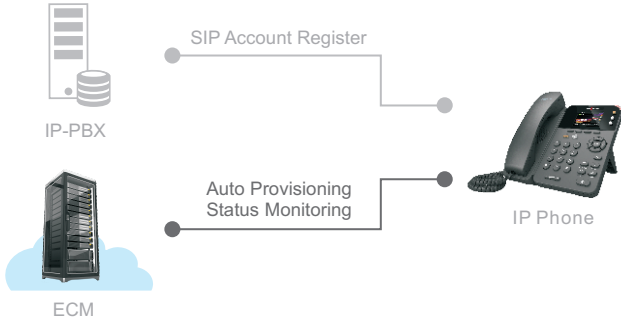 SIP Account Register
IP-PBX
Auto Provisioning
Status Monitoring
IP Phone
ECM